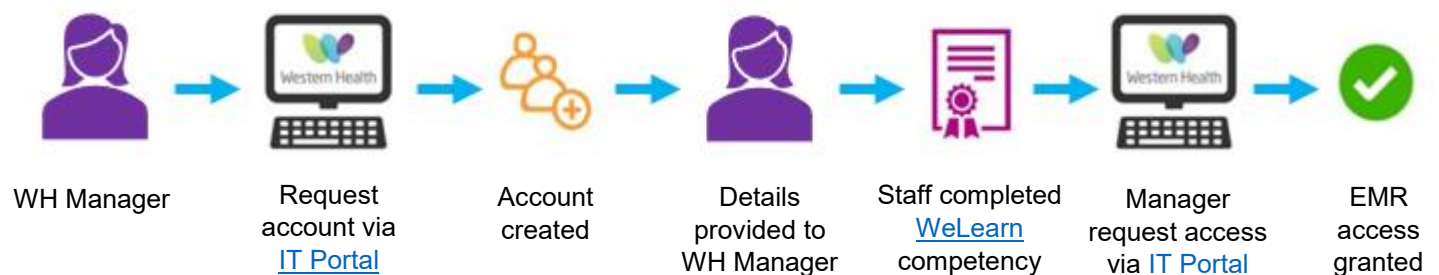 Western Health
Western Health
WH Manager
Request
account via
IT Portal
Account
created
Details
provided to
WH Manager
Staff completed
WeLearn
competency
Manager
request access
via IT Portal
EMR
access
granted